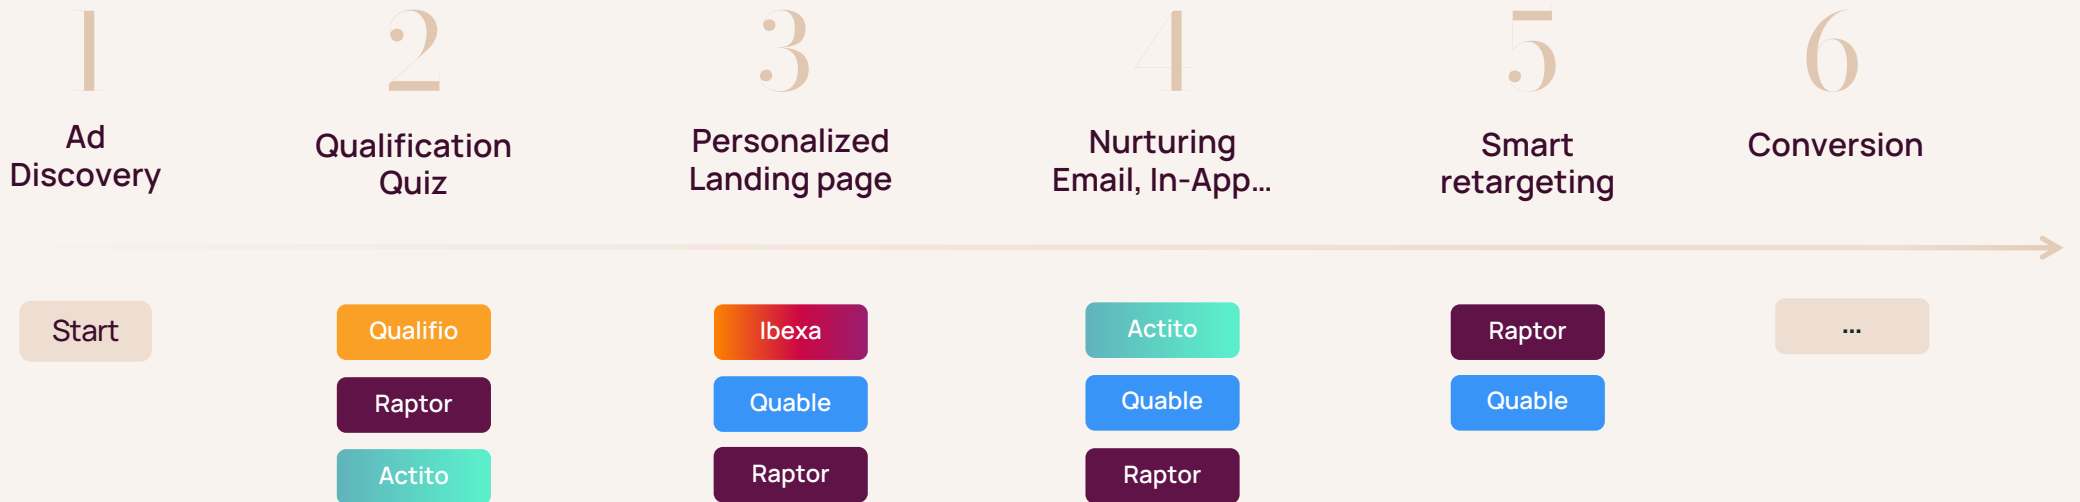 1
2
3
4
5
6
Ad
Discovery
Qualification
Quiz
Personalized
Landing page
Nurturing
Email, In-App...
Smart
retargeting
Conversion
Start
Qualifio
Raptor
Actito
Ibexa
Quable
Raptor
Actito
Quable
Raptor
Raptor
Quable
...